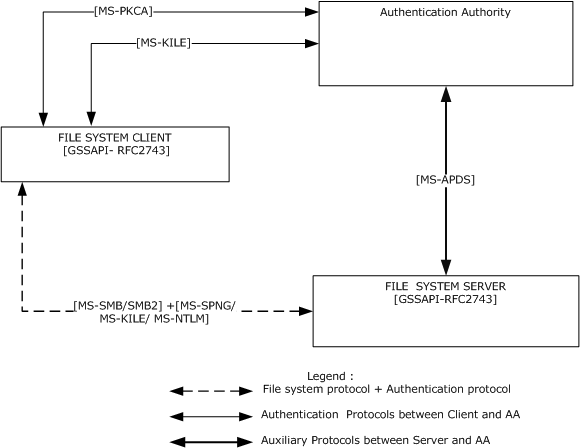 [MS-PKCA]
Authentication Authority
[MS-KILE]
FILE SYSTEM CLIENT
[GSSAPI- RFC2743]
[MS-APDS]
FILE  SYSTEM SERVER
[GSSAPI-RFC2743]
[MS-SMB/SMB2] +[MS-SPNG/
MS-KILE/ MS-NTLM]
Legend :
File system protocol + Authentication protocol
Authentication  Protocols between Client and AA
Auxiliary Protocols between Server and AA